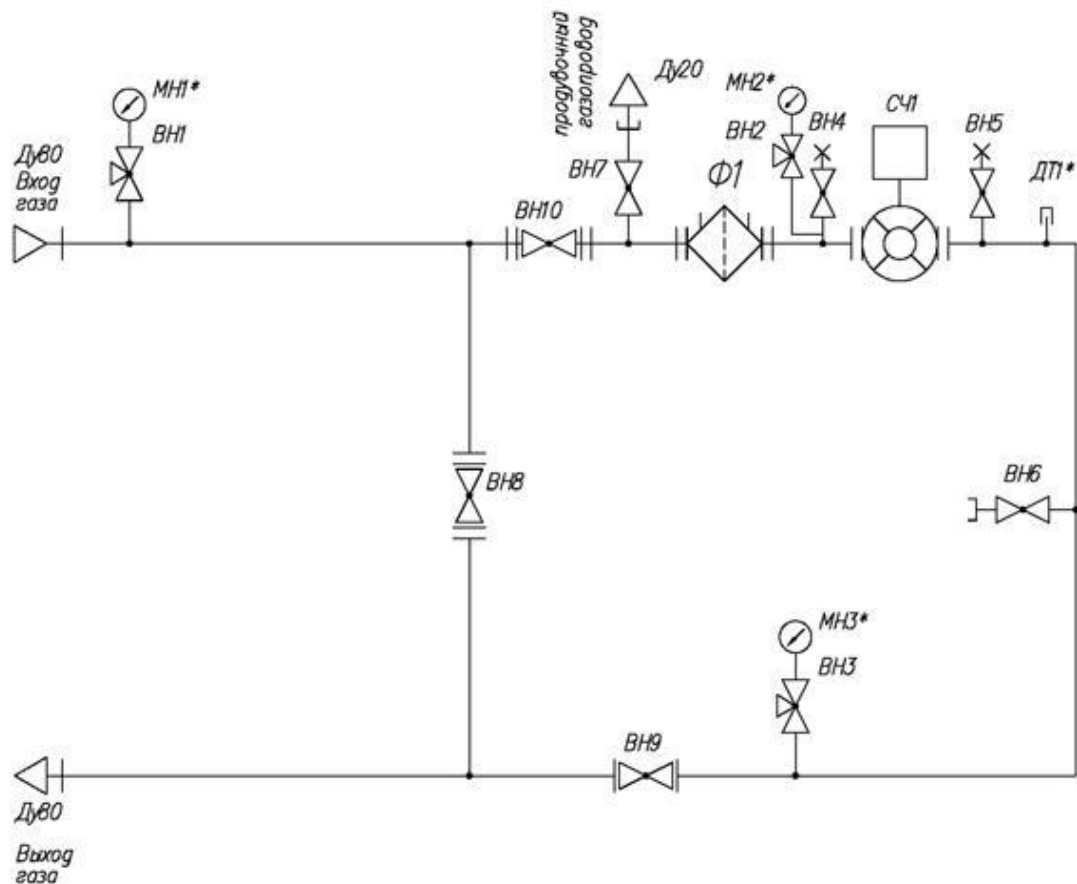 продувочный
газопровод
Ду20
МН1*
ВН1
Ду80
Вход
газа
МН2*
ВН2
ВН4
СЧ1
ВН5
ДТ1*
ВН7
Ф1
ВН10
ВН8
ВН6
МН3*
ВН3
ВН9
Ду80
Выход
газа